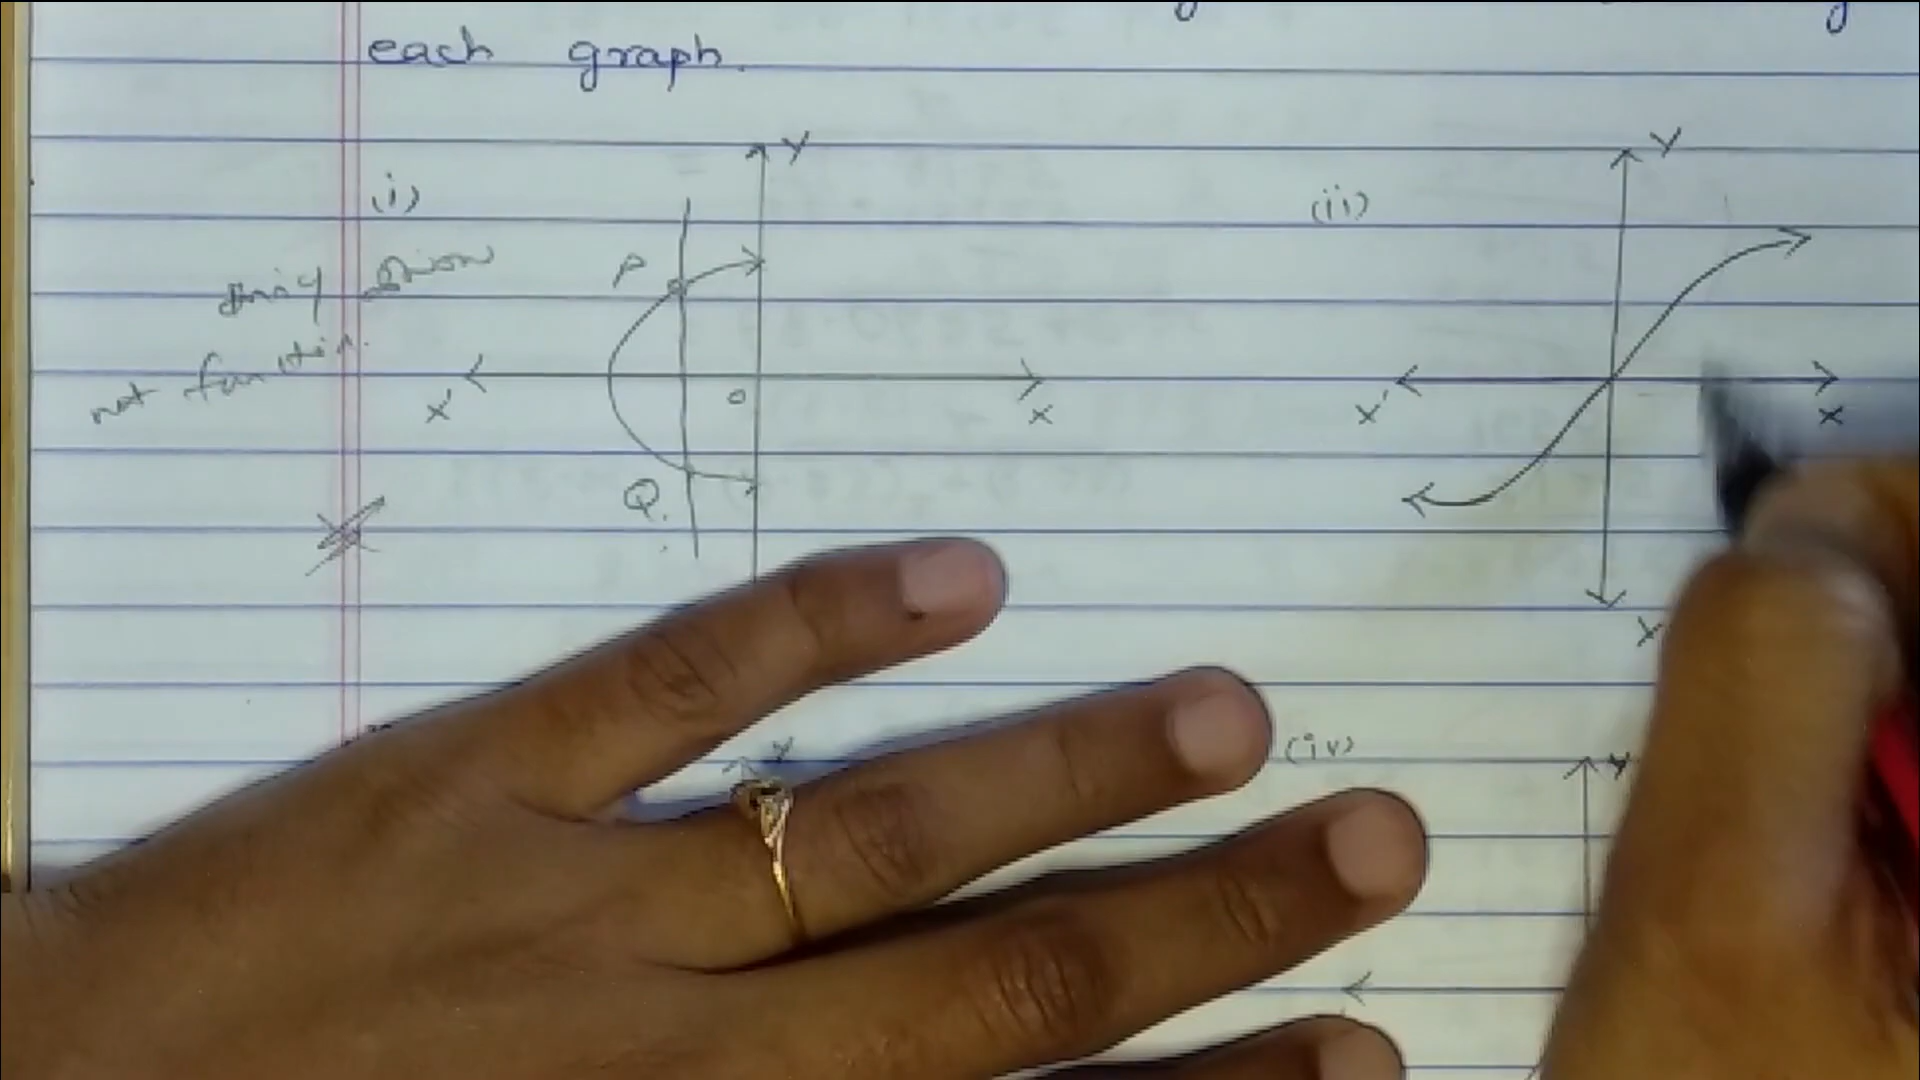 each graph.
(i)
Y
(ii)
Y
P
not function.
X'
O
X
X'
X
Q.
Y
(iv)
Y